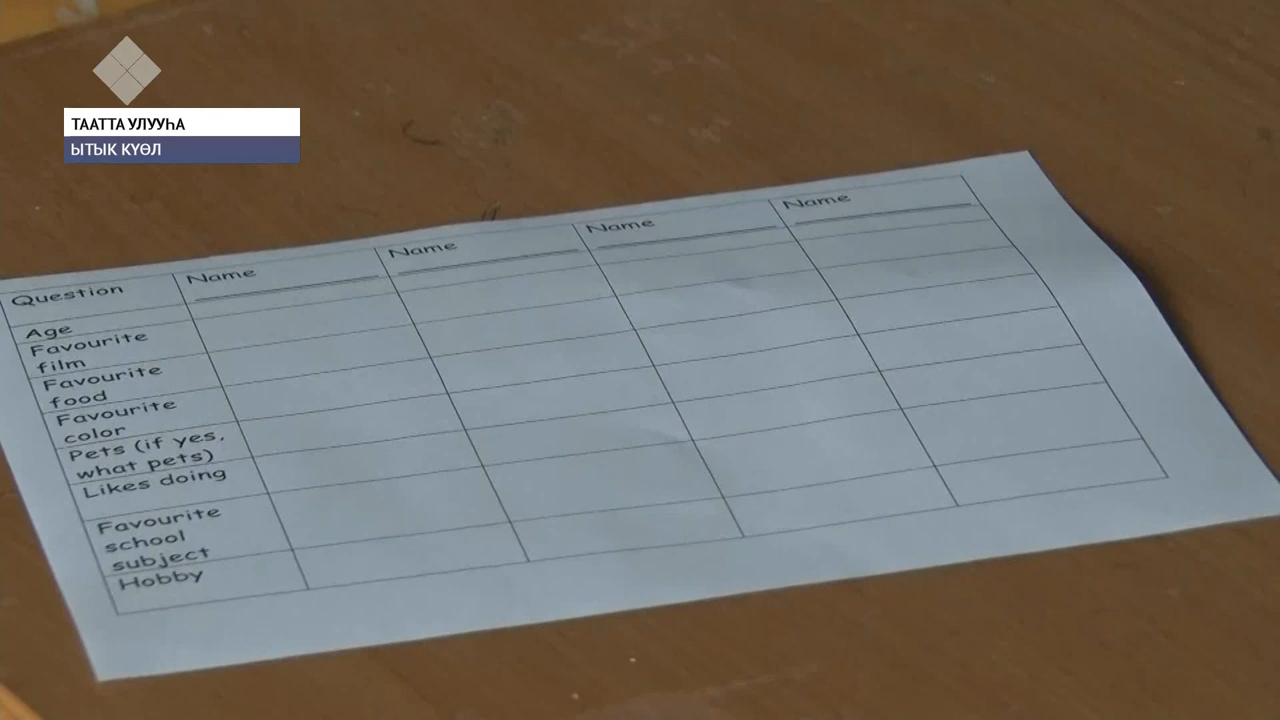 ТААТТА УЛУУҺА
ЫТЫК КҮӨЛ
Question
Name
Name
Name
Name
Age
Favourite
film
Favourite
food
Favourite
color
Pets (if yes,
what pets)
Likes doing
Favourite
school
subject
Hobby